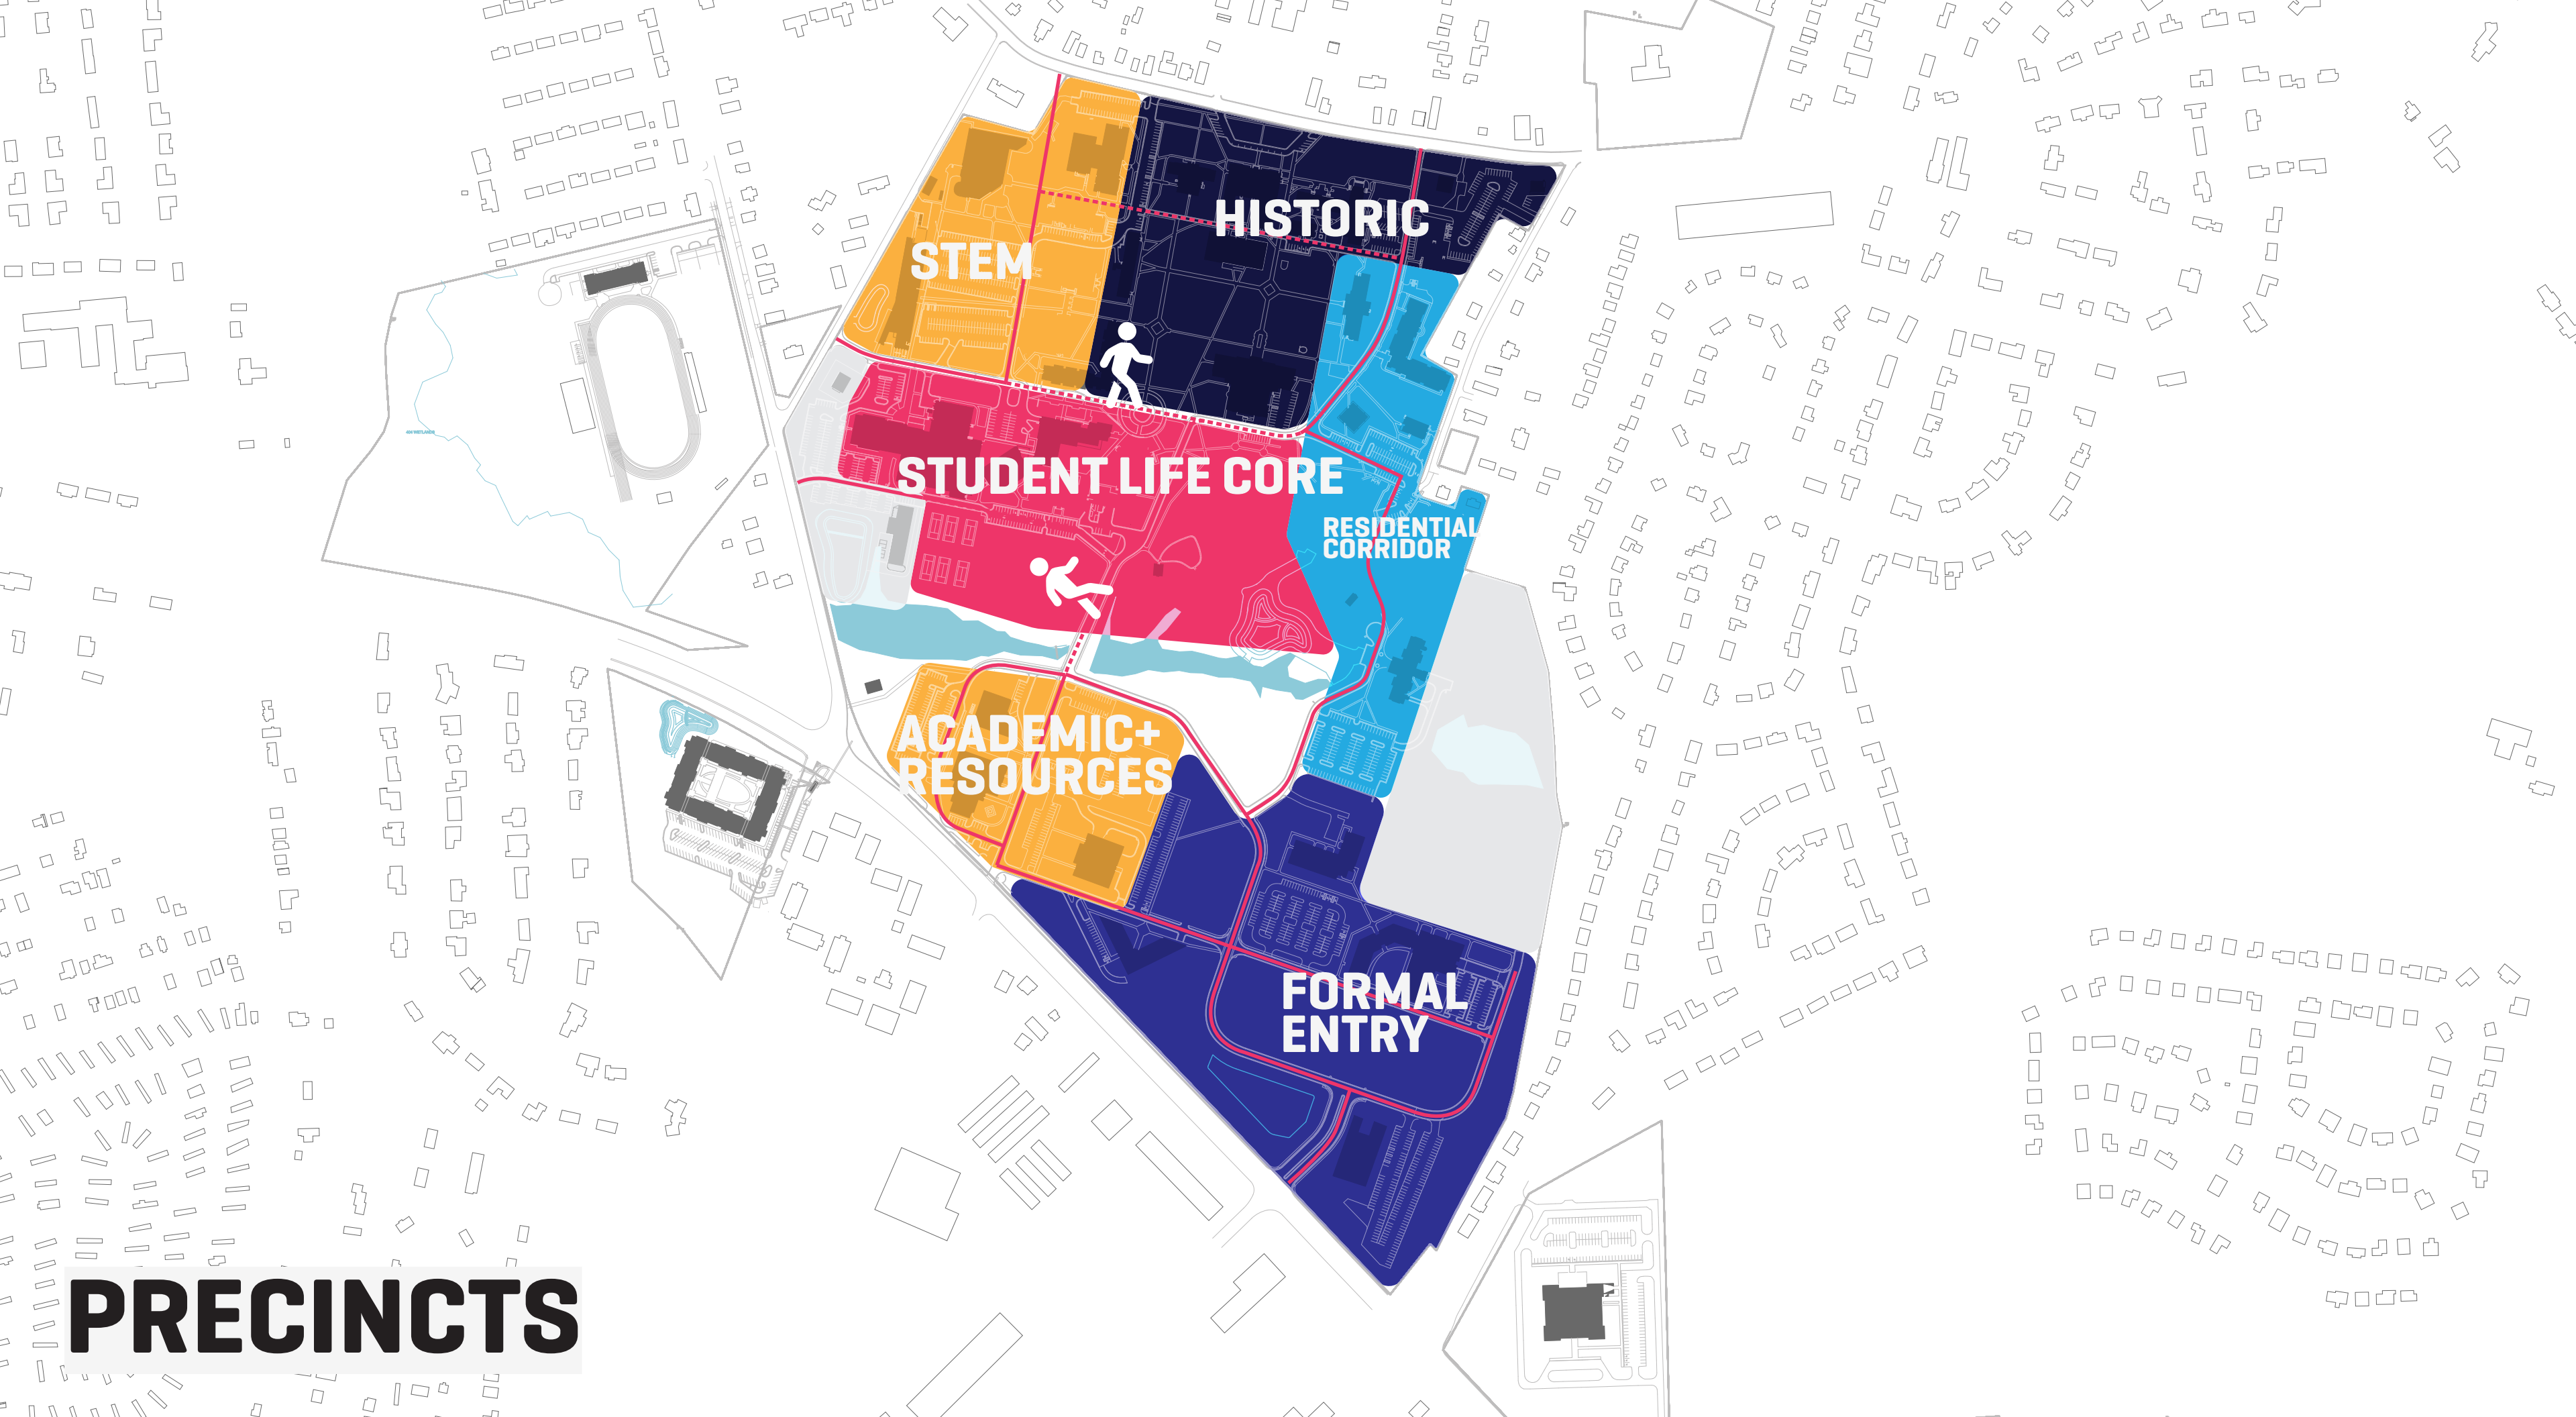 HISTORIC
STEM
STUDENT LIFE CORE
RESIDENTIAL
CORRIDOR
ACADEMIC+
RESOURCES
FORMAL
ENTRY
PRECINCTS